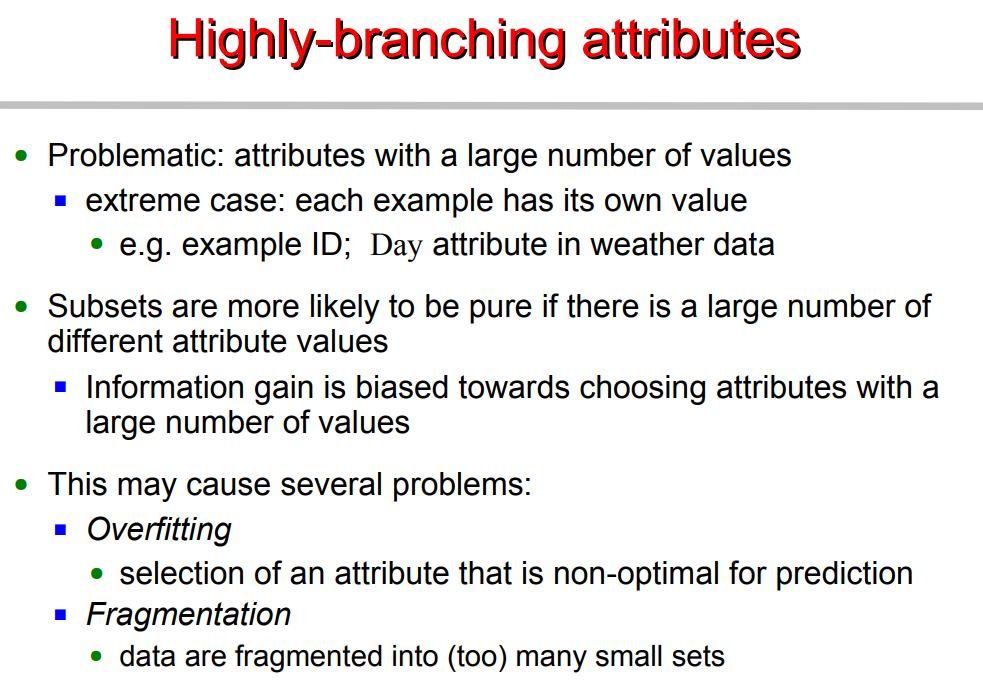 Highly-branching attributes
• Problematic: attributes with a large number of values
▪ extreme case: each example has its own value
• e.g. example ID; Day attribute in weather data
• Subsets are more likely to be pure if there is a large number of
different attribute values
▪ Information gain is biased towards choosing attributes with a
large number of values
• This may cause several problems:
▪ Overfitting
• selection of an attribute that is non-optimal for prediction
▪ Fragmentation
• data are fragmented into (too) many small sets